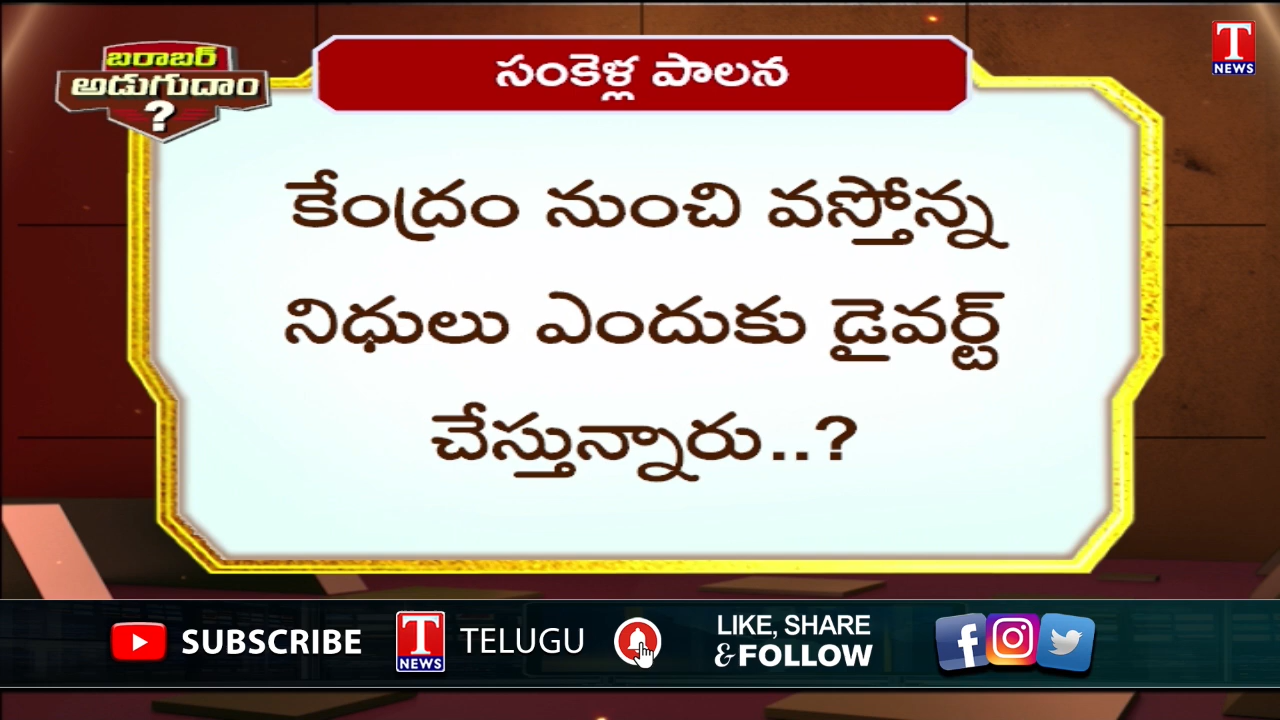 బరాబర్
అడుగుదాం
?
సంకెళ్ల పాలన
T
NEWS
కేంద్రం నుంచి వస్తోన్న
నిధులు ఎందుకు డైవర్ట్
చేస్తున్నారు..?
SUBSCRIBE
T
NEWS
TELUGU
LIKE, SHARE
& FOLLOW